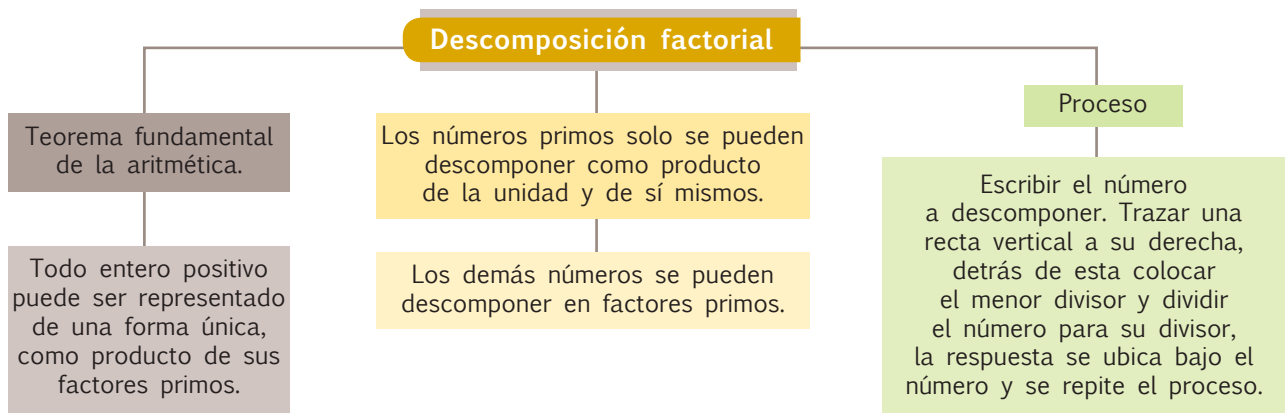 Descomposición factorial
Teorema fundamental
de la aritmética.
Todo entero positivo
puede ser representado
de una forma única,
como producto de sus
factores primos.
Los números primos solo se pueden
descomponer como producto
de la unidad y de sí mismos.
Los demás números se pueden
descomponer en factores primos.
Proceso
Escribir el número
a descomponer. Trazar una
recta vertical a su derecha,
detrás de esta colocar
el menor divisor y dividir
el número para su divisor,
la respuesta se ubica bajo el
número y se repite el proceso.